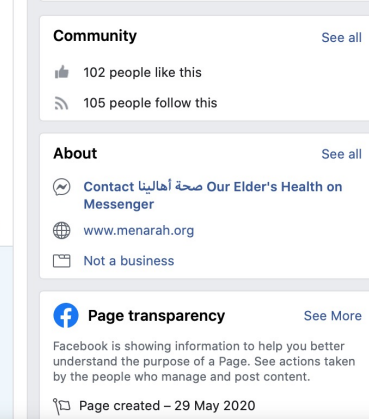 Community
See all
102 people like this
105 people follow this
About
See all
Contact صحة أهالينا Our Elder's Health on
Messenger
www.menarah.org
Not a business
Page transparency
See More
Facebook is showing information to help you better
understand the purpose of a Page. See actions taken
by the people who manage and post content.
Page created – 29 May 2020